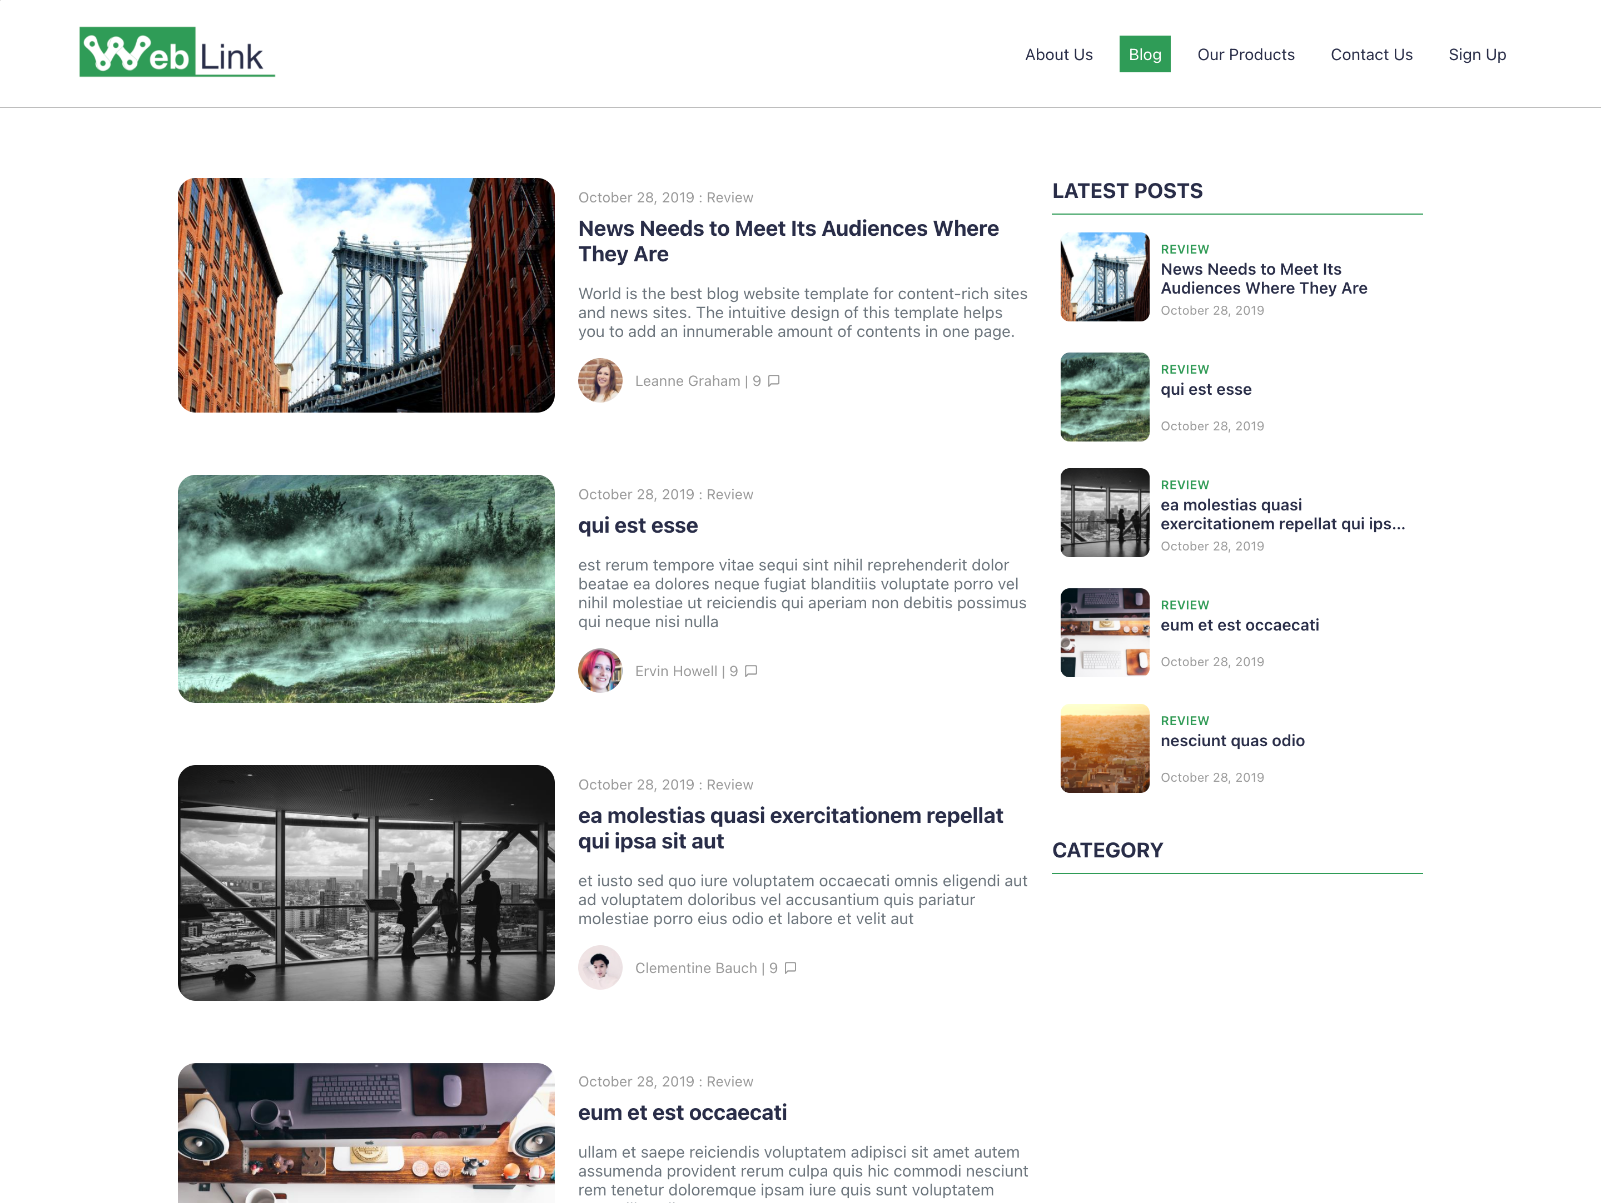 Web Link
About Us
Blog
Our Products
Contact Us
Sign Up
October 28, 2019 : Review
News Needs to Meet Its Audiences Where
They Are
World is the best blog website template for content-rich sites
and news sites. The intuitive design of this template helps
you to add an innumerable amount of contents in one page.
Leanne Graham | 9
October 28, 2019 : Review
qui est esse
est rerum tempore vitae sequi sint nihil reprehenderit dolor
beatae ea dolores neque fugiat blanditiis voluptate porro vel
nihil molestiae ut reiciendis qui aperiam non debitis possimus
qui neque nisi nulla
Ervin Howell | 9
October 28, 2019 : Review
ea molestias quasi exercitationem repellat
qui ipsa sit aut
et iusto sed quo iure voluptatem occaecati omnis eligendi aut
ad voluptatem doloribus vel accusantium quis pariatur
molestiae porro eius odio et labore et velit aut
Clementine Bauch | 9
October 28, 2019 : Review
eum et est occaecati
ullam et saepe reiciendis voluptatem adipisci sit amet autem
assumenda provident rerum culpa quis hic commodi nesciunt
rem tenetur doloremque ipsam iure quis sunt voluptatem
LATEST POSTS
REVIEW
News Needs to Meet Its
Audiences Where They Are
October 28, 2019
REVIEW
qui est esse
October 28, 2019
REVIEW
ea molestias quasi
exercitationem repellat qui ips...
October 28, 2019
REVIEW
eum et est occaecati
October 28, 2019
REVIEW
nesciunt quas odio
October 28, 2019
CATEGORY